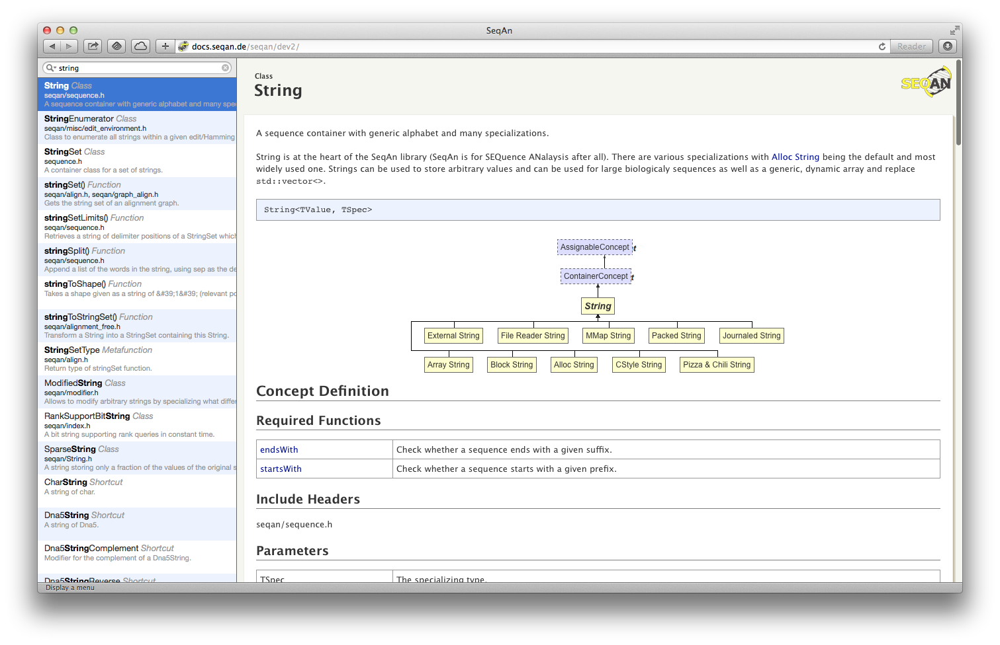 SeqAn
docs.seqan.de/seqan/dev2/
Reader
string
String Class
seqan/sequence.h
A sequence container with generic alphabet and many spe
StringEnumerator Class
seqan/misc/edit_environment.h
Class to enumerate all strings within a given edit/Hamming
StringSet Class
sequence.h
A container class for a set of strings.
stringSet() Function
seqan/align.h, seqan/graph_align.h
Gets the string set of an alignment graph.
stringSetLimits() Function
seqan/sequence.h
Retrieves a string of delimiter positions of a StringSet which
stringSplit() Function
seqan/sequence.h
Append a list of the words in the string, using sep as the de
stringToShape() Function
Takes a shape given as a string of &#39;1&#39; (relevant po
stringToStringSet() Function
seqan/alignment_free.h
Transform a String into a StringSet containing this String.
StringSetType Metafunction
seqan/align.h
Return type of stringSet function.
ModifiedString Class
seqan/modifier.h
Allows to modify arbitrary strings by specializing what differ
RankSupportBitString Class
seqan/index.h
A bit string supporting rank queries in constant time.
SparseString Class
seqan/String.h
A string storing only a fraction of the values of the original s
CharString Shortcut
A string of char.
Dna5String Shortcut
A string of Dna5.
Dna5StringComplement Shortcut
Modifier for the complement of a Dna5String.
Dna5StringReverse Shortcut
Display a menu
Class
String
SEQAN
A sequence container with generic alphabet and many specializations.
String is at the heart of the SeqAn library (SeqAn is for SEQuence ANalaysis after all). There are various specializations with Alloc String being the default and most
widely used one. Strings can be used to store arbitrary values and can be used for large biologicaly sequences as well as a generic, dynamic array and replace
std::vector<>.
String<TValue, TSpec>
AssignableConcept t
ContainerConcept t
String
External String File Reader String MMap String Packed String Journaled String
Array String Block String Alloc String CStyle String Pizza & Chili String
Concept Definition
Required Functions
endsWith Check whether a sequence ends with a given suffix.
startsWith Check whether a sequence starts with a given prefix.
Include Headers
seqan/sequence.h
Parameters
TSpec The specializing type.